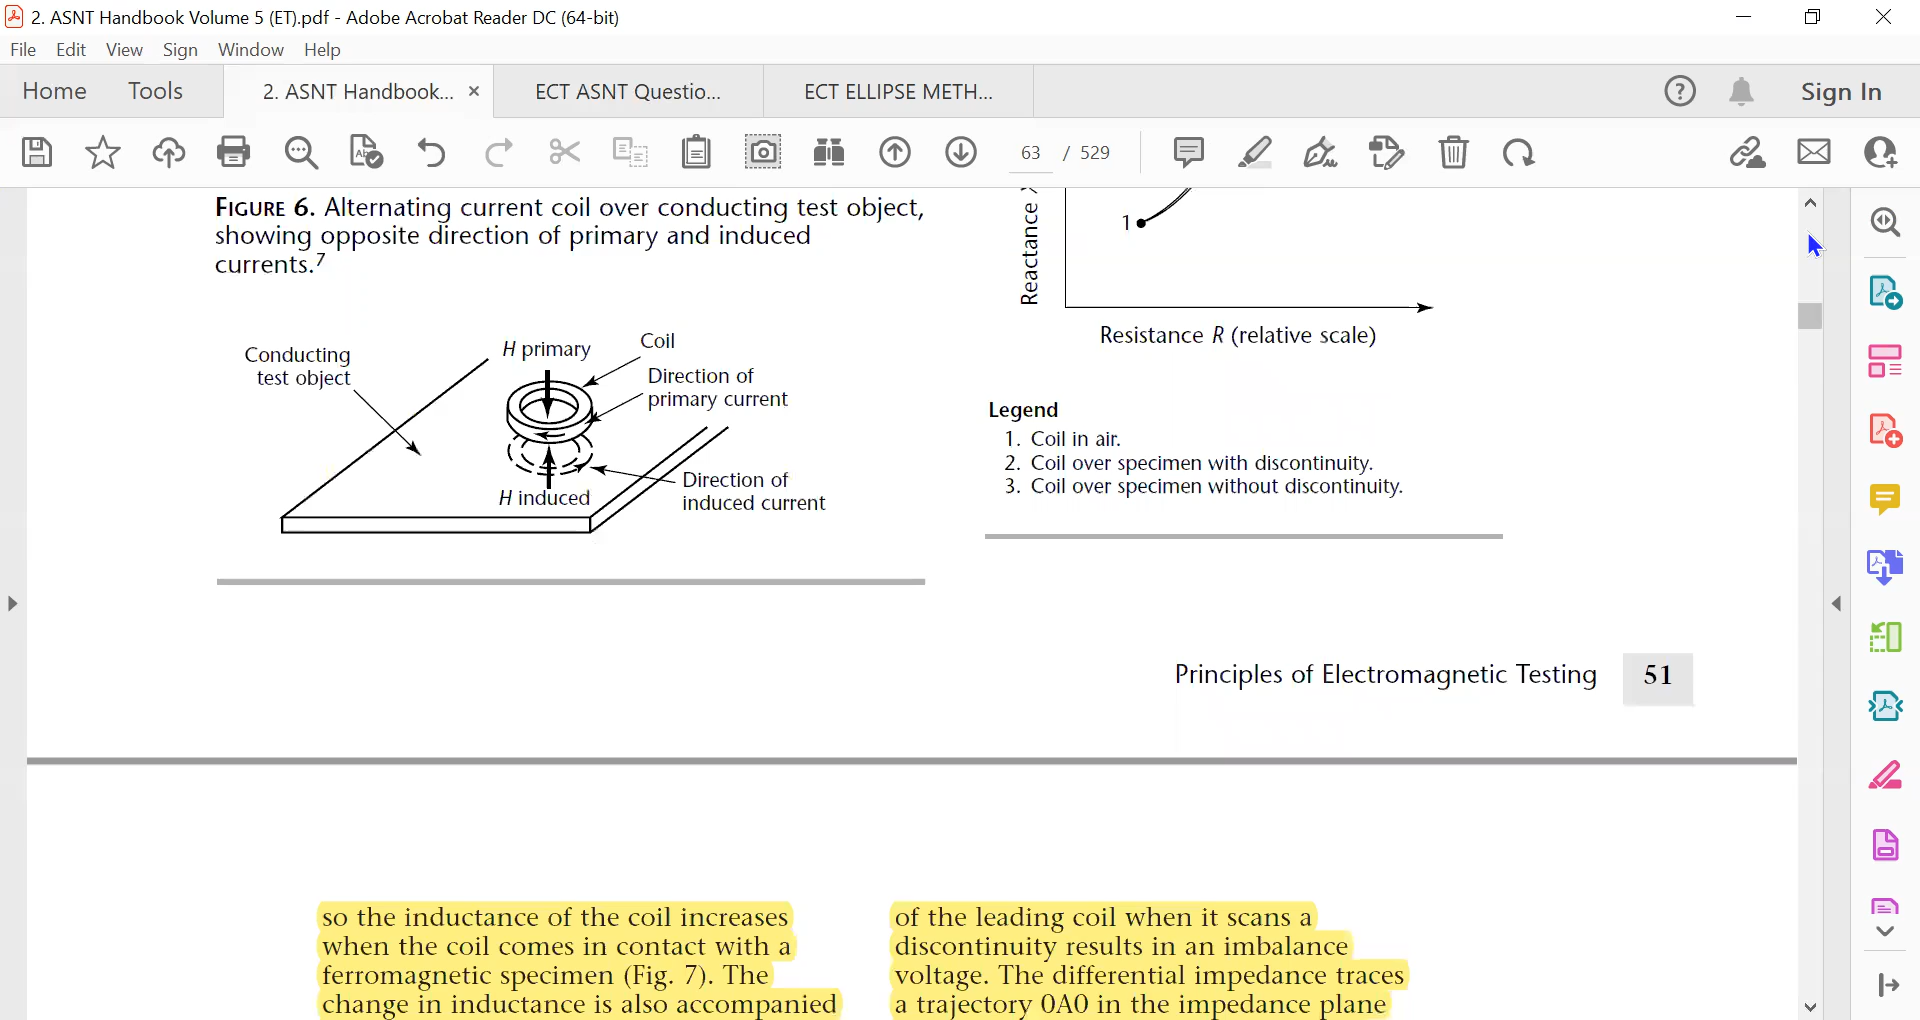 2. ASNT Handbook Volume 5 (ET).pdf - Adobe Acrobat Reader DC (64-bit)
File Edit View Sign Window Help
Home Tools 2. ASNT Handbook... × ECT ASNT Questio... ECT ELLIPSE METH... Sign In
63 / 529
FIGURE 6. Alternating current coil over conducting test object,
showing opposite direction of primary and induced
currents.7
Conducting
test object
H primary
Coil
Direction of
primary current
H induced
Direction of
induced current
Reactance
1
Resistance R (relative scale)
Legend
1. Coil in air.
2. Coil over specimen with discontinuity.
3. Coil over specimen without discontinuity.
Principles of Electromagnetic Testing 51
so the inductance of the coil increases
when the coil comes in contact with a
ferromagnetic specimen (Fig. 7). The
change in inductance is also accompanied
of the leading coil when it scans a
discontinuity results in an imbalance
voltage. The differential impedance traces
a trajectory 0A0 in the impedance plane